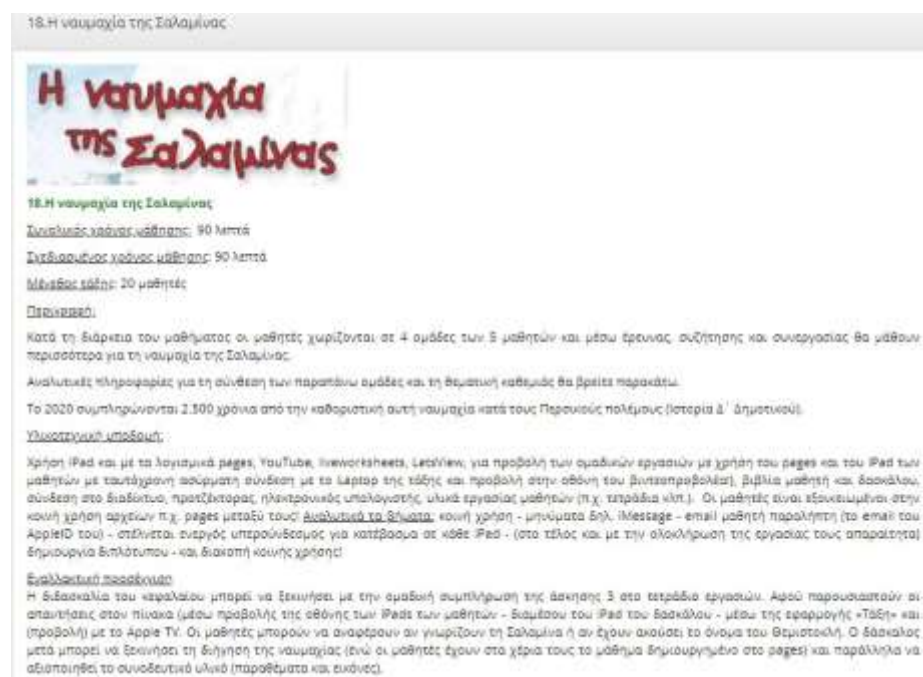 18.Η ναυμαχία της Σαλαμίνας
Η ναυμαχία
της Σαλαμίνας
18.Η ναυμαχία της Σαλαμίνας
Συνολικός χρόνος μάθησης: 90 λεπτά
Σχεδιασμένος χρόνος μάθησης: 90 λεπτά
Μέγεθος τάξης: 20 μαθητές
Περιγραφή:
Κατά τη διάρκεια του μαθήματος οι μαθητές χωρίζονται σε 4 ομάδες των 5 μαθητών και μέσω έρευνας, συζήτησης και συνεργασίας θα μάθουν
περισσότερα για τη ναυμαχία της Σαλαμίνας.
Αναλυτικές πληροφορίες για τη σύνθεση των παραπάνω ομάδες και τη θεματική καθεμιάς θα βρείτε παρακάτω.
Το 2020 συμπληρώνονται 2.500 χρόνια από την καθοριστική αυτή ναυμαχία κατά τους Περσικούς πολέμους (Ιστορία Δ΄ Δημοτικού).
Υλικοτεχνική υποδομή:
Χρήση iPad και με τα λογισμικά pages, YouTube, liveworksheets, LetsView, για προβολή των ομαδικών εργασιών με χρήση του pages και του iPad των
μαθητών με ταυτόχρονη ασύρματη σύνδεση με το Laptop της τάξης και προβολή στην οθόνη του βιντεοπροβολέα), βιβλία μαθητή και δασκάλου,
σύνδεση στο διαδίκτυο, προτζέκτορας, ηλεκτρονικός υπολογιστής, υλικά εργασίας μαθητών (π.χ. τετράδια κλπ.). Οι μαθητές είναι εξοικειωμένοι στην
κοινή χρήση αρχείων π.χ. pages μεταξύ τους! Αναλυτικά τα βήματα: κοινή χρήση - μηνύματα δηλ. iMessage - email μαθητή παραλήπτη (το email του
AppleID του) - στέλνεται ενεργός υπερσύνδεσμος για κατέβασμα σε κάθε iPad - (στο τέλος και με την ολοκλήρωση της εργασίας τους απαραίτητα)
δημιουργία διπλότυπου - και διακοπή κοινής χρήσης!
Εναλλακτική προσέγγιση
Η διδασκαλία του κεφαλαίου μπορεί να ξεκινήσει με την ομαδική συμπλήρωση της άσκησης 3 στο τετράδιο εργασιών. Αφού παρουσιαστούν οι
απαντήσεις στον πίνακα (μέσω προβολής της οθόνης των iPads των μαθητών - διαμέσου του iPad του δασκάλου - μέσω της εφαρμογής «Τάξη» και
(προβολή) με το Apple TV. Οι μαθητές μπορούν να αναφέρουν αν γνωρίζουν τη Σαλαμίνα ή αν έχουν ακούσει το όνομα του Θεμιστοκλή. Ο δάσκαλος
μετά μπορεί να ξεκινήσει τη διήγηση της ναυμαχίας (ενώ οι μαθητές έχουν στα χέρια τους το μάθημα δημιουργημένο στο pages) και παράλληλα να
αξιοποιηθεί το συνοδευτικό υλικό (παραθέματα και εικόνες).